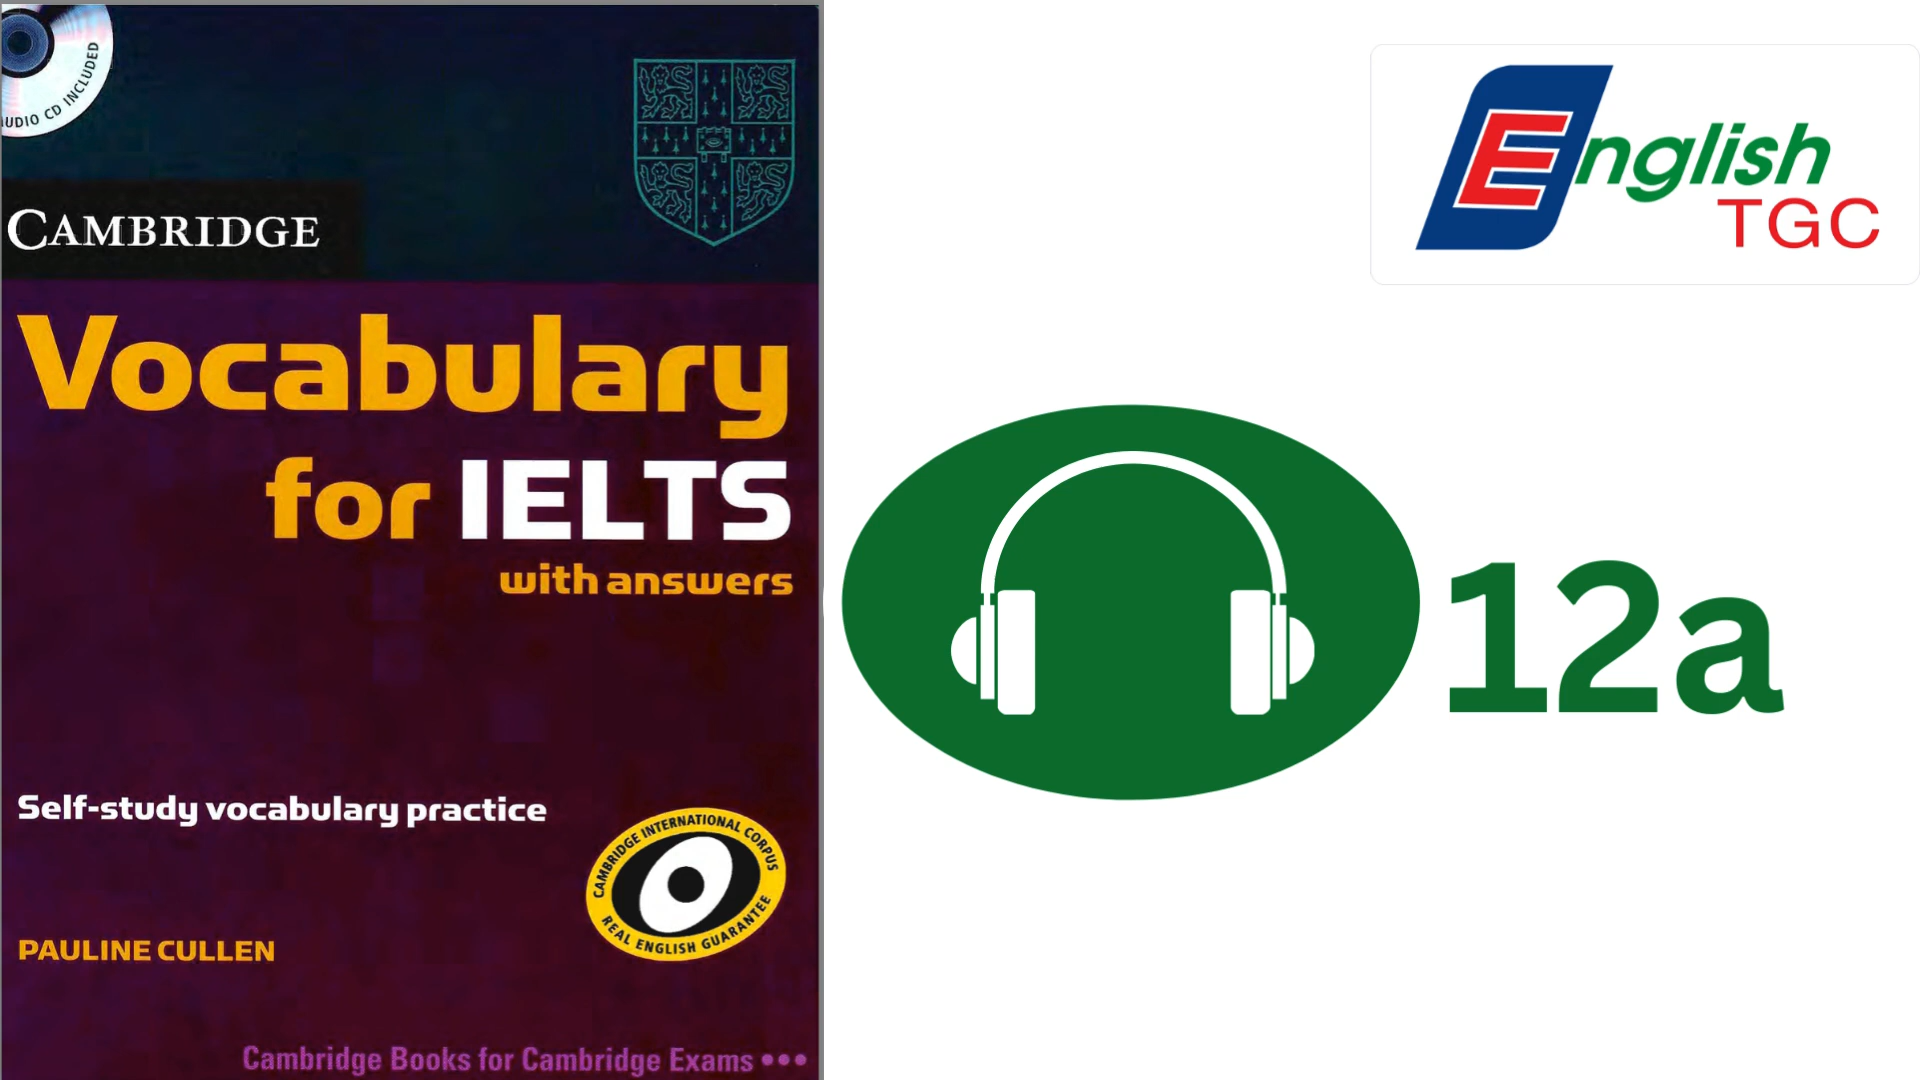 UDIO CD INCLUDED
CAMBRIDGE
Vocabulary
for IELTS
with answers
Self-study vocabulary practice
CAMBRIDGE INTERNATIONAL CORPUS
REAL ENGLISH GUARANTEE
PAULINE CULLEN
Cambridge Books for Cambridge Exams •••
English
TGC
12a